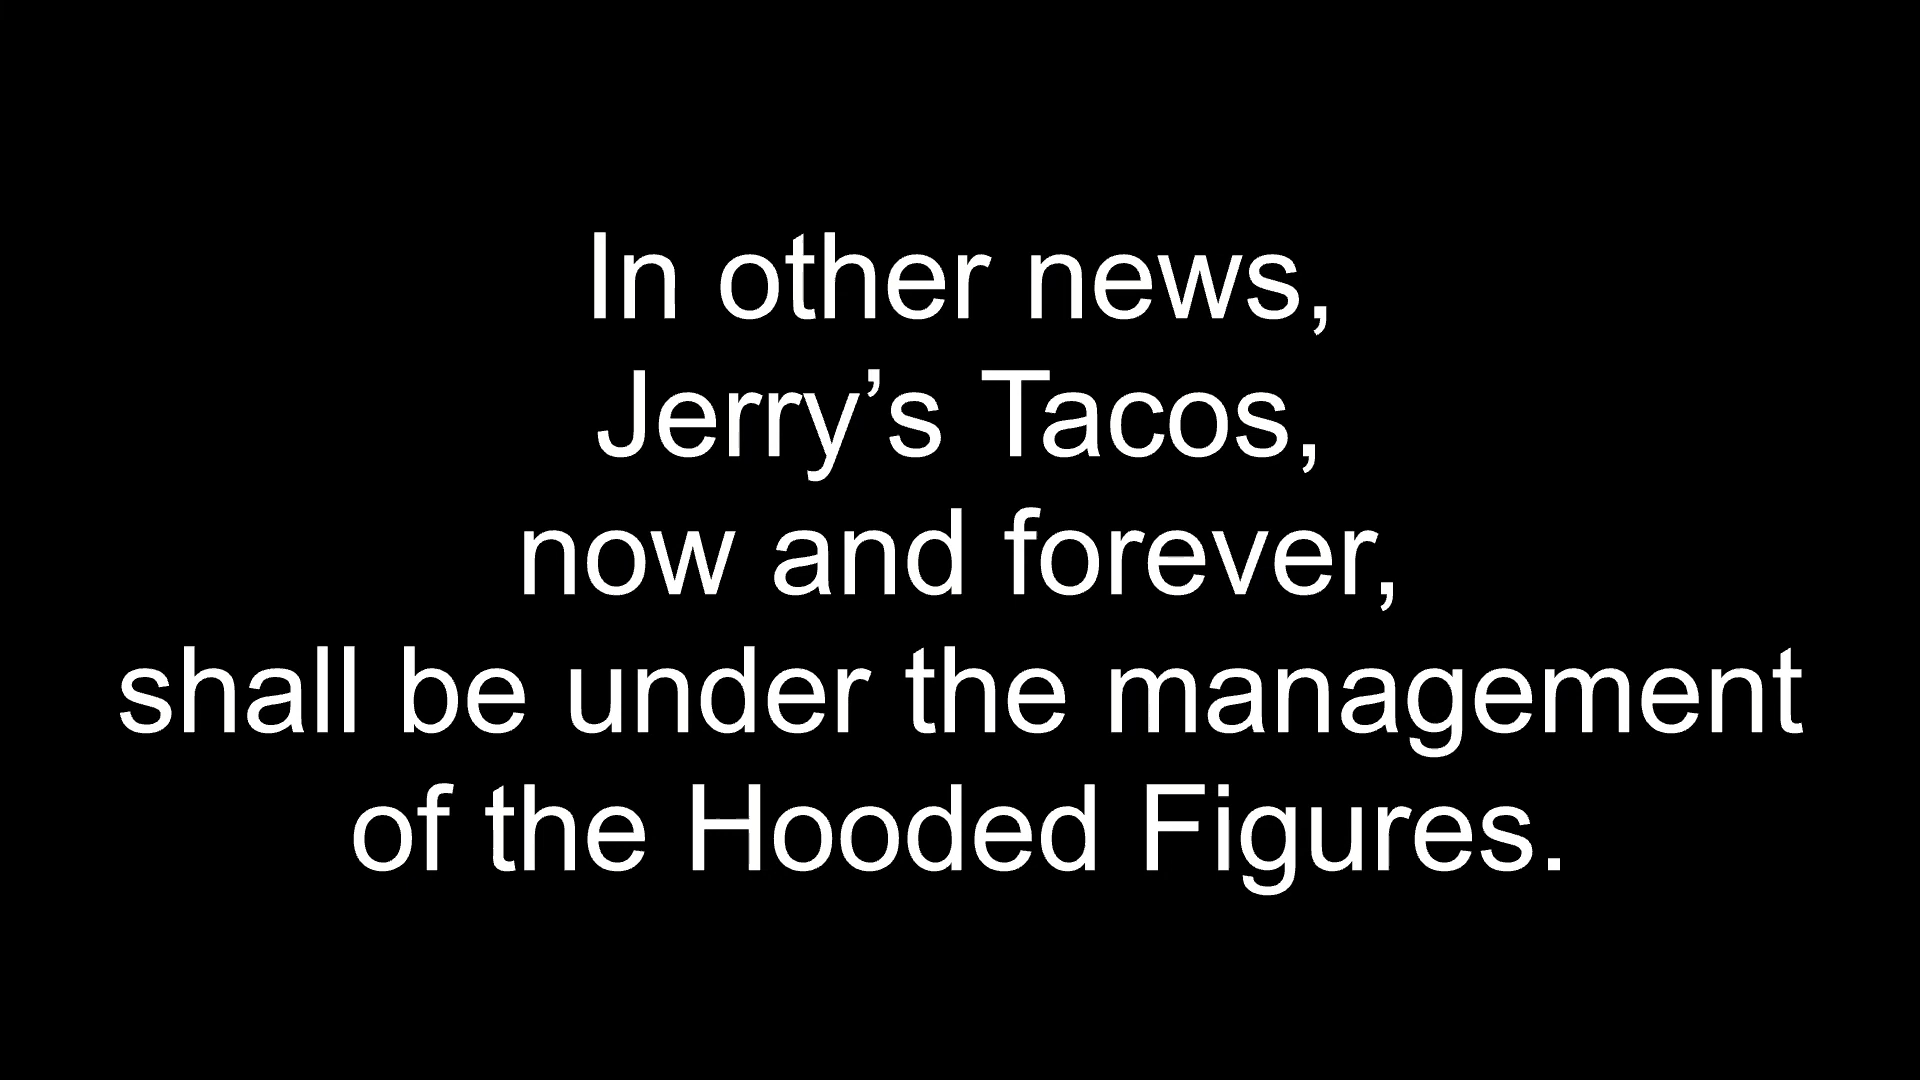 In other news,
Jerry’s Tacos,
now and forever,
shall be under the management
of the Hooded Figures.